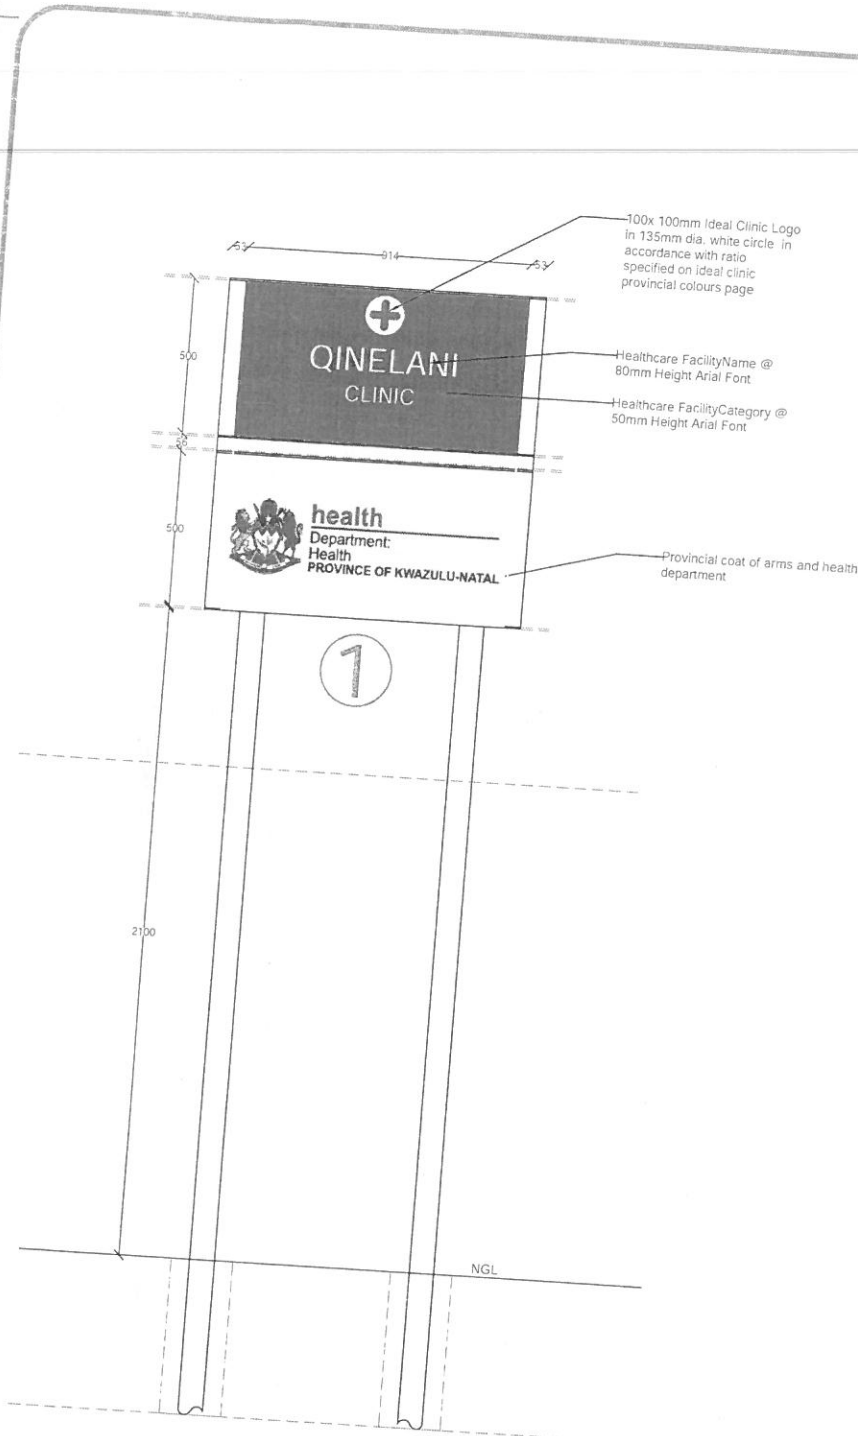 53
914
53
100x 100mm Ideal Clinic Logo
in 135mm dia. white circle in
accordance with ratio
specified on ideal clinic
provincial colours page
500
QINELANI
CLINIC
Healthcare FacilityName @
80mm Height Arial Font
Healthcare FacilityCategory @
50mm Height Arial Font
56
500
health
Department:
Health
PROVINCE OF KWAZULU-NATAL
Provincial coat of arms and health
department
1
2100
NGL